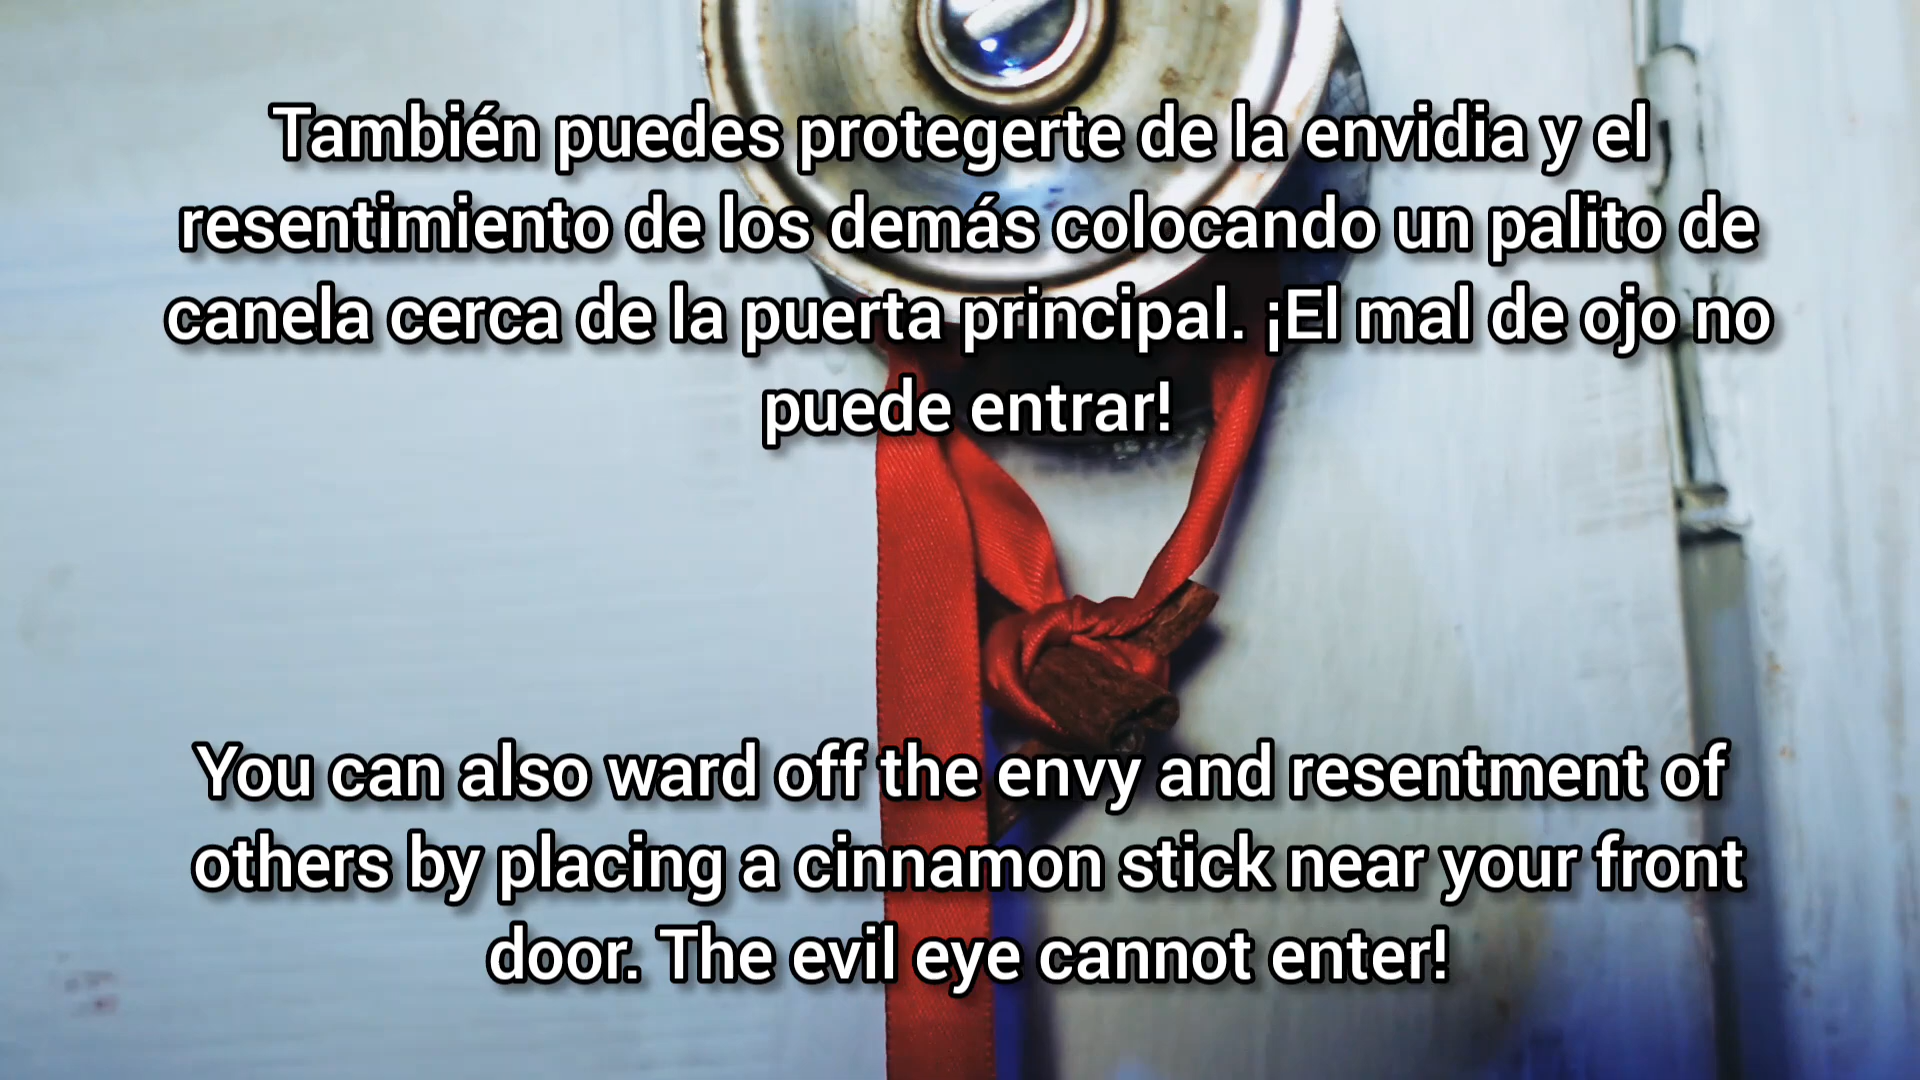 También puedes protegerte de la envidia y el
resentimiento de los demás colocando un palito de
canela cerca de la puerta principal. ¡El mal de ojo no
puede entrar!
You can also ward off the envy and resentment of
others by placing a cinnamon stick near your front
door. The evil eye cannot enter!